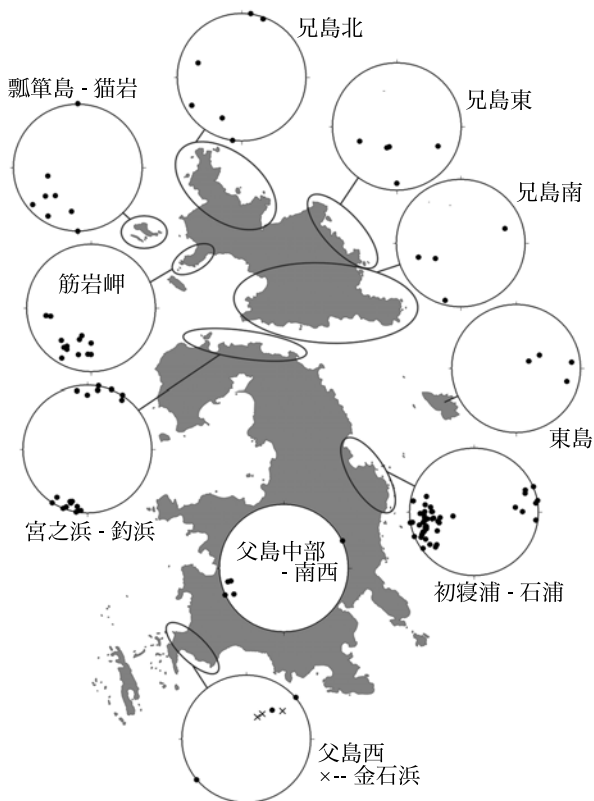 兄島北
瓢箪島 - 猫岩
兄島東
兄島南
筋岩岬
東島
宮之浜 - 釣浜
初寝浦 - 石浦
父島中部
- 南西
父島西
×-- 金石浜